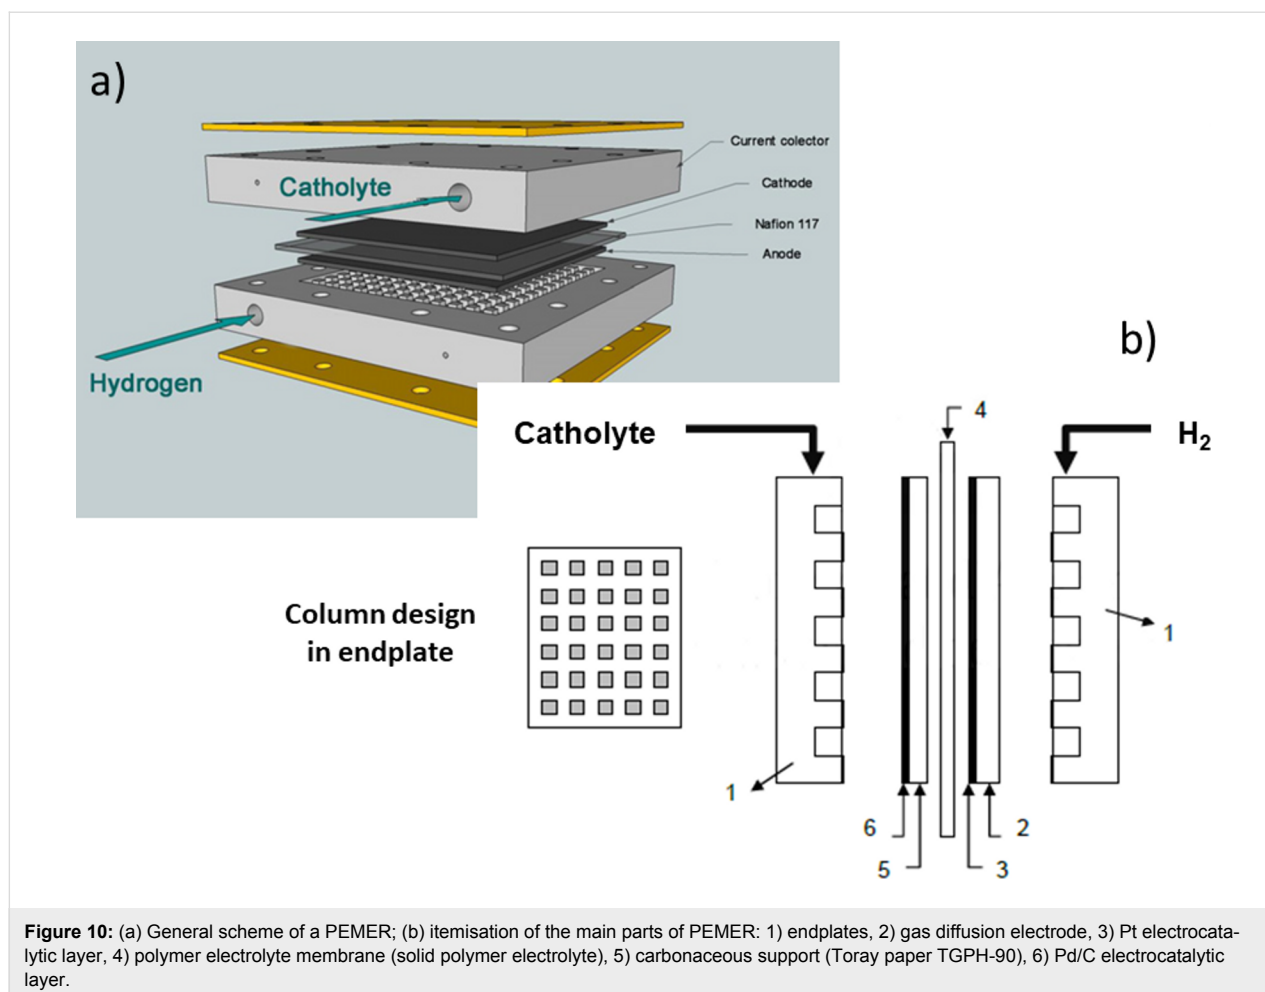 a)
Current colector
Catholyte
Cathode
Nafion 117
Anode
Hydrogen
b)
4
Catholyte
H2
Column design
in endplate
1
1
6
2
5
3
Figure 10: (a) General scheme of a PEMER; (b) itemisation of the main parts of PEMER: 1) endplates, 2) gas diffusion electrode, 3) Pt electrocata-
lytic layer, 4) polymer electrolyte membrane (solid polymer electrolyte), 5) carbonaceous support (Toray paper TGPH-90), 6) Pd/C electrocatalytic
layer.